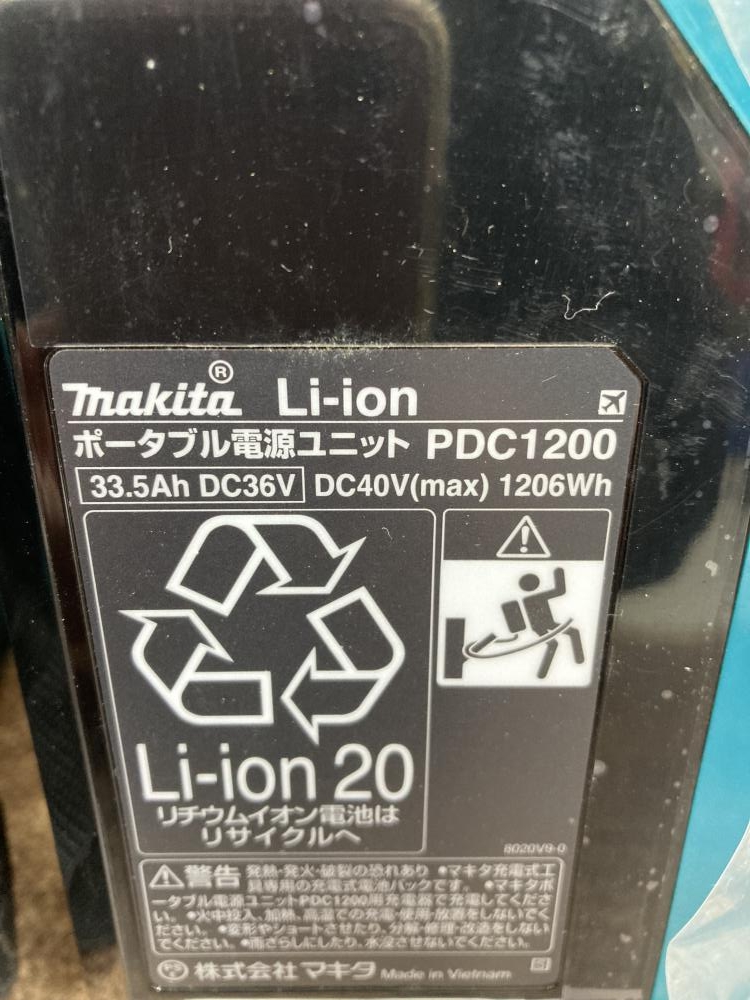 makita® Li-ion
ポータブル電源ユニット PDC1200
33.5Ah DC36V DC40V(max) 1206Wh
Li-ion 20
リチウムイオン電池は
リサイクルへ
8020V9-0
警告 発熱・発火・破裂の恐れあり ●マキタ充電式工
具専用の充電式電池パックです。 ●マキタポ
ータブル電源ユニットPDC1200用充電器で充電してくださ
い。 ●火中投入、加熱、高温での充電・使用・放置をしないでく
ださい。 ●変形やショートさせたり、分解・修理・改造をしない
でください。 ●雨ざらしにしたり、水浸させないでください。
株式会社 マキタ Made in Vietnam